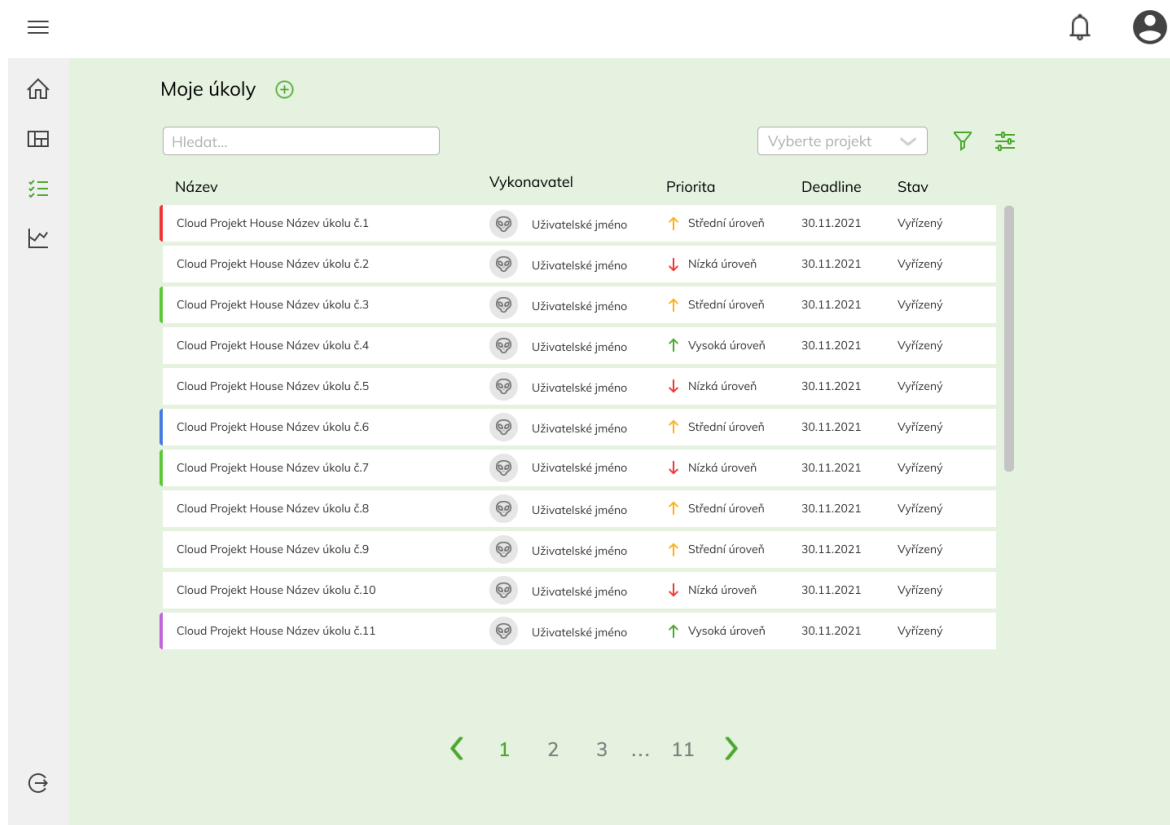 Moje úkoly
Hledat...
Vyberte projekt
Název Vykonavatel Priorita Deadline Stav
Cloud Projekt House Název úkolu č.1 Uživatelské jméno Střední úroveň 30.11.2021 Vyřízený
Cloud Projekt House Název úkolu č.2 Uživatelské jméno Nízká úroveň 30.11.2021 Vyřízený
Cloud Projekt House Název úkolu č.3 Uživatelské jméno Střední úroveň 30.11.2021 Vyřízený
Cloud Projekt House Název úkolu č.4 Uživatelské jméno Vysoká úroveň 30.11.2021 Vyřízený
Cloud Projekt House Název úkolu č.5 Uživatelské jméno Nízká úroveň 30.11.2021 Vyřízený
Cloud Projekt House Název úkolu č.6 Uživatelské jméno Střední úroveň 30.11.2021 Vyřízený
Cloud Projekt House Název úkolu č.7 Uživatelské jméno Nízká úroveň 30.11.2021 Vyřízený
Cloud Projekt House Název úkolu č.8 Uživatelské jméno Střední úroveň 30.11.2021 Vyřízený
Cloud Projekt House Název úkolu č.9 Uživatelské jméno Střední úroveň 30.11.2021 Vyřízený
Cloud Projekt House Název úkolu č.10 Uživatelské jméno Nízká úroveň 30.11.2021 Vyřízený
Cloud Projekt House Název úkolu č.11 Uživatelské jméno Vysoká úroveň 30.11.2021 Vyřízený
1 2 3 ... 11